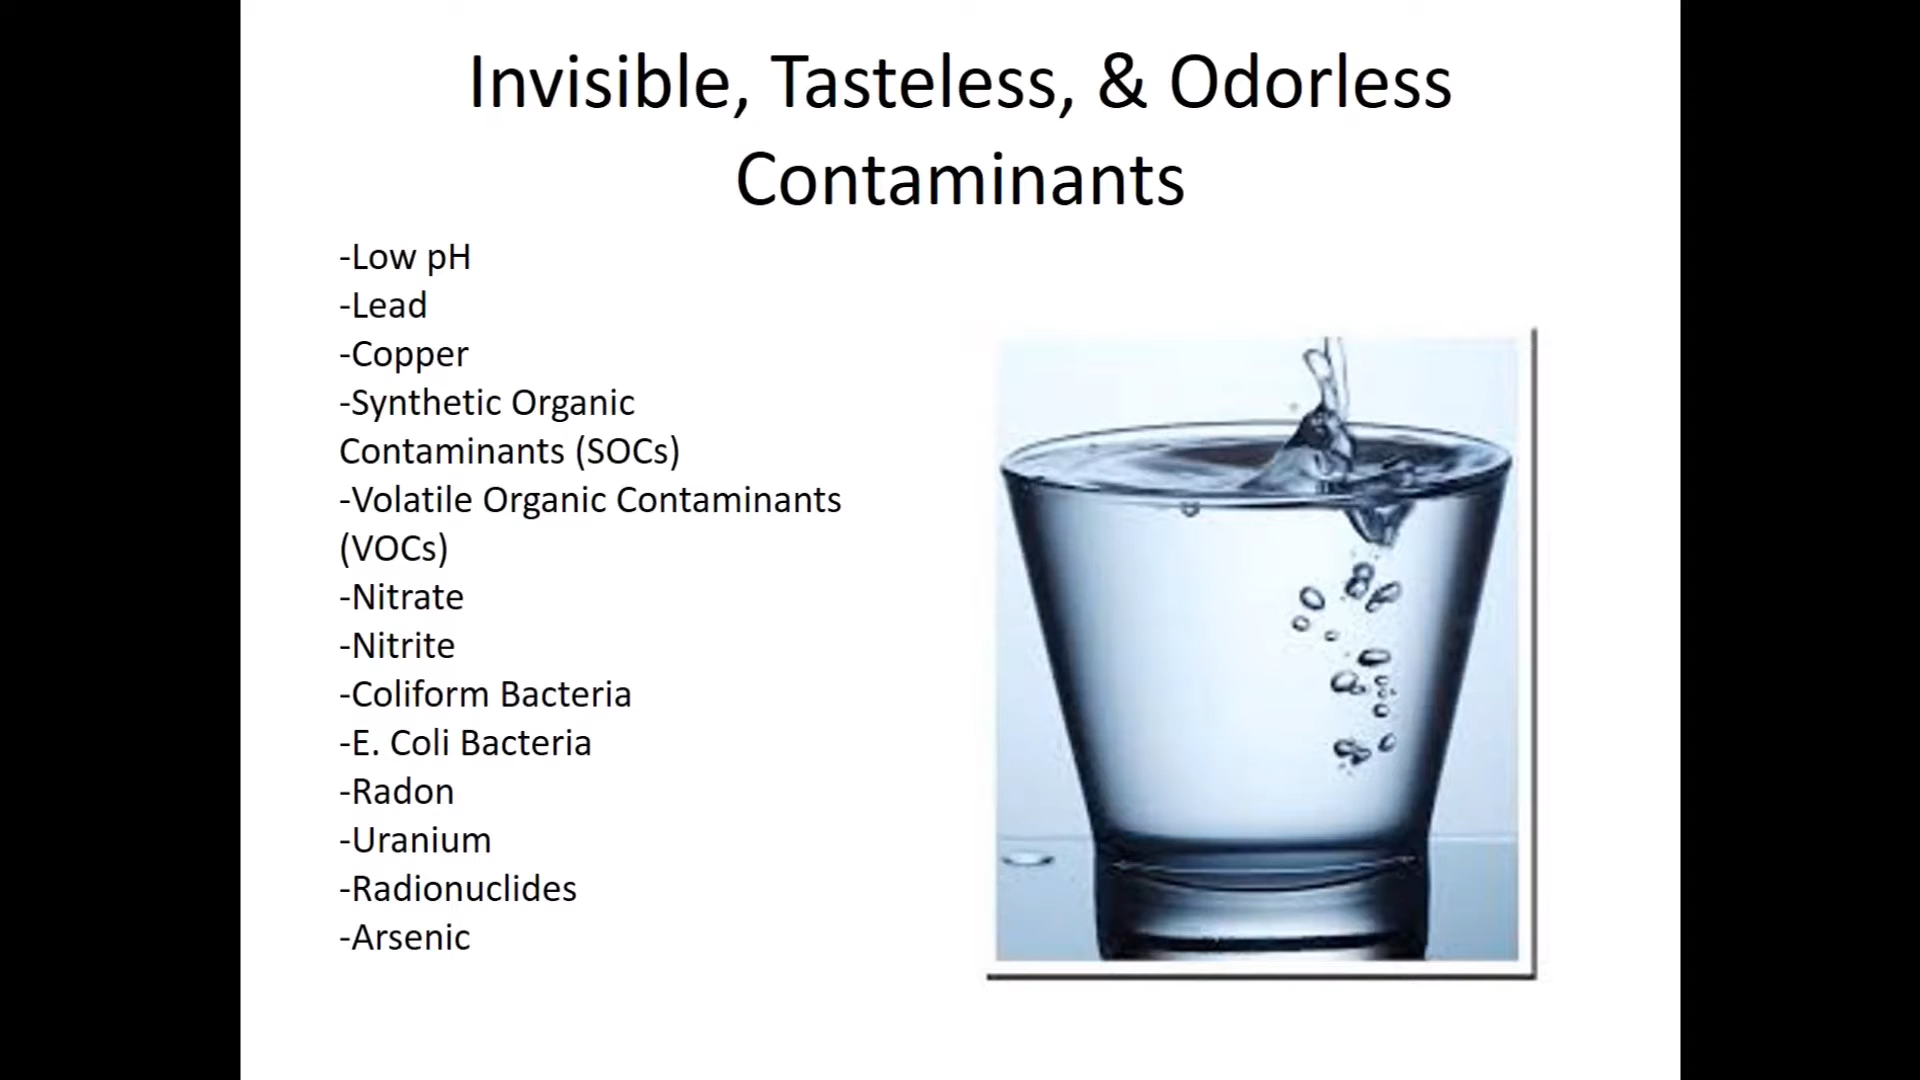 Invisible, Tasteless, & Odorless
Contaminants
-Low pH
-Lead
-Copper
-Synthetic Organic
Contaminants (SOCs)
-Volatile Organic Contaminants
(VOCs)
-Nitrate
-Nitrite
-Coliform Bacteria
-E. Coli Bacteria
-Radon
-Uranium
-Radionuclides
-Arsenic